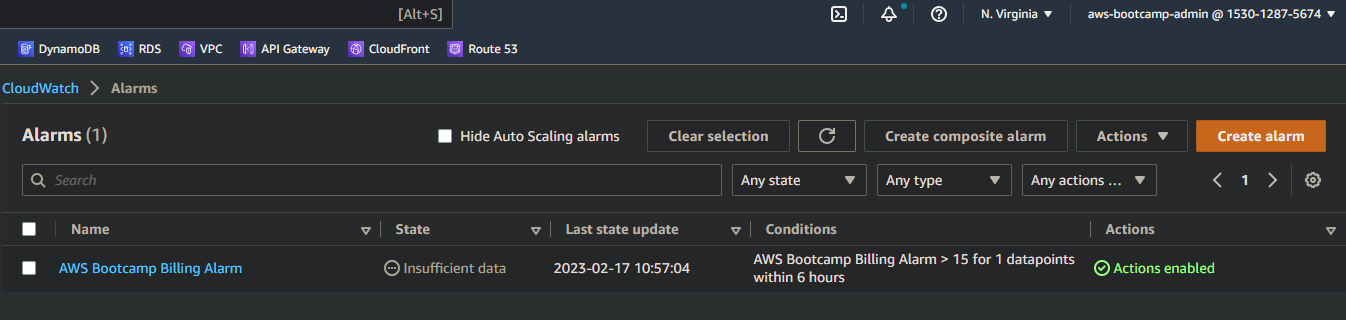 [Alt+S]
N. Virginia
aws-bootcamp-admin @ 1530-1287-5674
DynamoDB
RDS
VPC
API Gateway
CloudFront
Route 53
CloudWatch
Alarms
Alarms (1)
Hide Auto Scaling alarms
Clear selection
Create composite alarm
Actions
Create alarm
Search
Any state
Any type
Any actions ...
1
Name
State
Last state update
Conditions
Actions
AWS Bootcamp Billing Alarm
Insufficient data
2023-02-17 10:57:04
AWS Bootcamp Billing Alarm > 15 for 1 datapoints
within 6 hours
Actions enabled